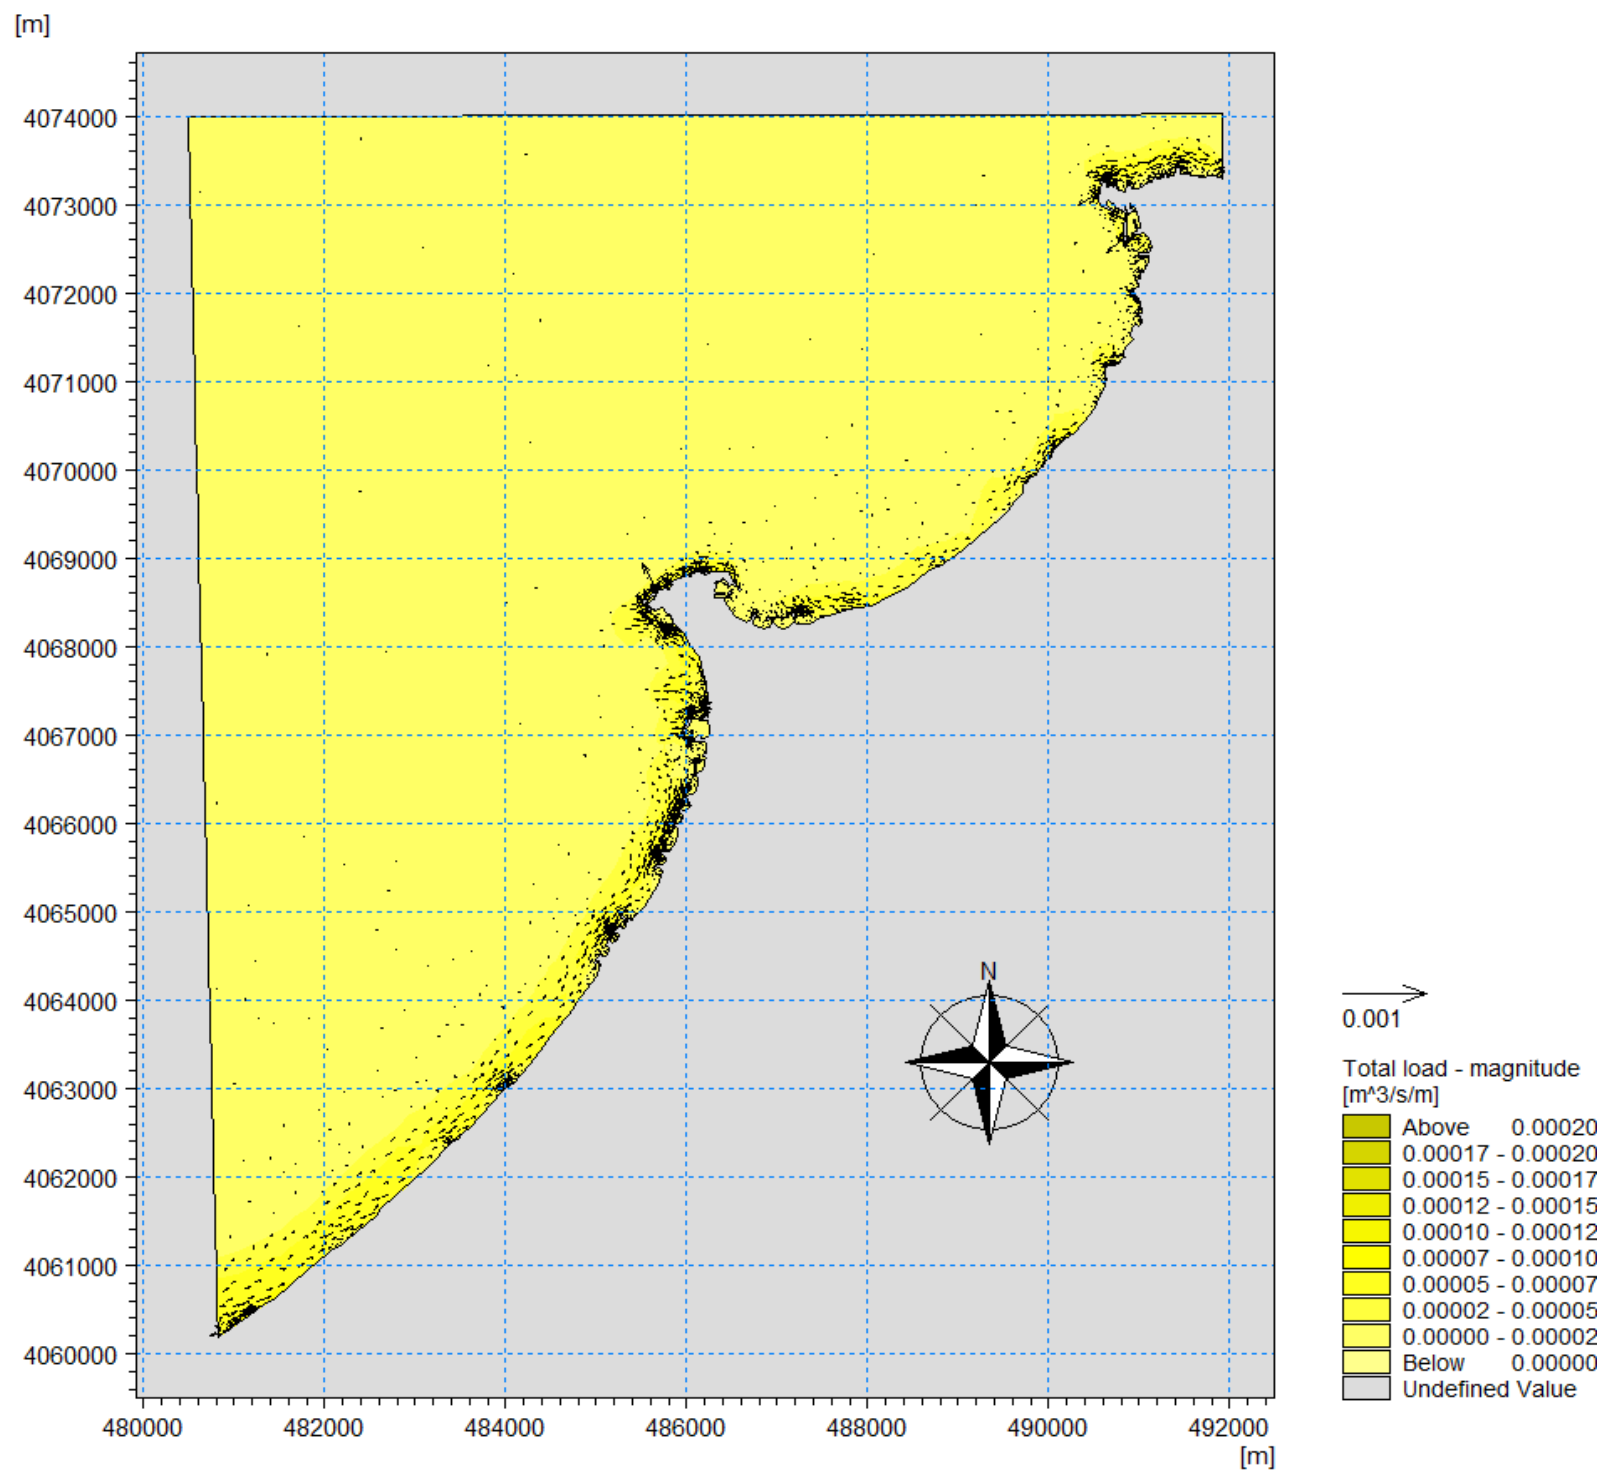 [m]
4074000
4073000
4072000
4071000
4070000
4069000
4068000
4067000
4066000
4065000
4064000
4063000
4062000
4061000
4060000
480000 482000 484000 486000 488000 490000 492000
[m]
N
0.001
Total load - magnitude
[m^3/s/m]
Above 0.00020
0.00017 - 0.00020
0.00015 - 0.00017
0.00012 - 0.00015
0.00010 - 0.00012
0.00007 - 0.00010
0.00005 - 0.00007
0.00002 - 0.00005
0.00000 - 0.00002
Below 0.00000
Undefined Value